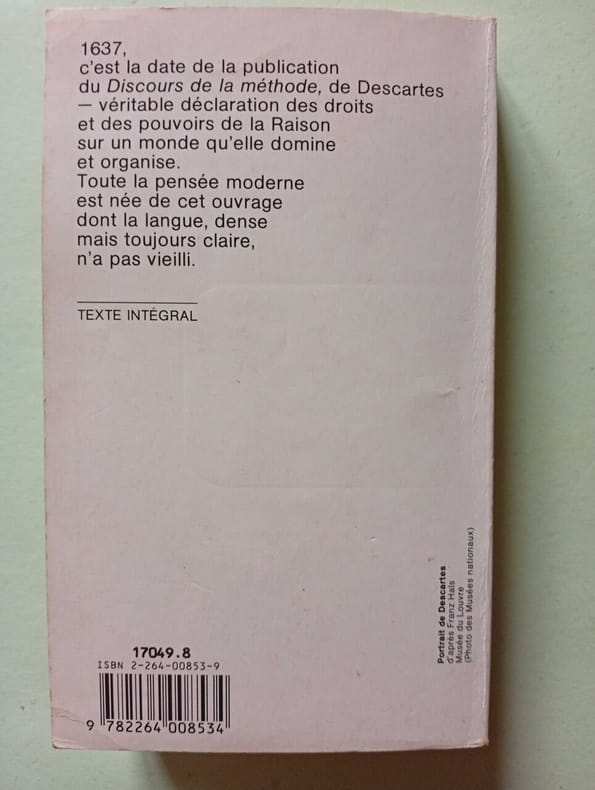 1637,
c'est la date de la publication
du Discours de la méthode, de Descartes
— véritable déclaration des droits
et des pouvoirs de la Raison
sur un monde qu'elle domine
et organise.
Toute la pensée moderne
est née de cet ouvrage
dont la langue, dense
mais toujours claire,
n'a pas vieilli.
TEXTE INTÉGRAL
Portrait de Descartes
d'après Franz Hals
Musée du Louvre
(Photo des Musées nationaux)
17049.8
ISBN 2-264-00853-9
9 782264 008534